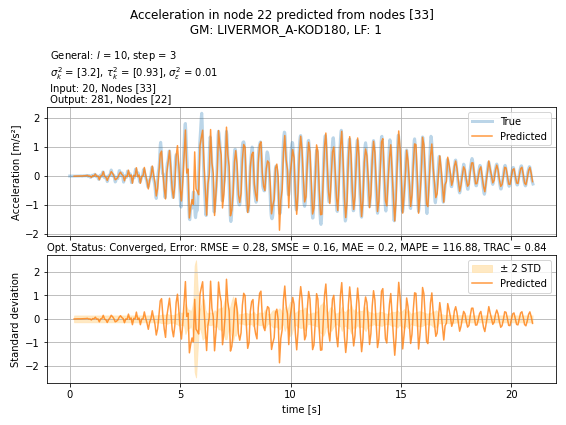 Acceleration in node 22 predicted from nodes [33]
GM: LIVERMOR_A-KOD180, LF: 1
General: l = 10, step = 3
σ²ₖ = [3.2], τ²ₖ = [0.93], σ²_ε = 0.01
Input: 20, Nodes [33]
Output: 281, Nodes [22]
Acceleration [m/s²]
2
1
0
−1
−2
True
Predicted
Opt. Status: Converged, Error: RMSE = 0.28, SMSE = 0.16, MAE = 0.2, MAPE = 116.88, TRAC = 0.84
Standard deviation
2
1
0
−1
−2
± 2 STD
Predicted
0
5
10
15
20
time [s]